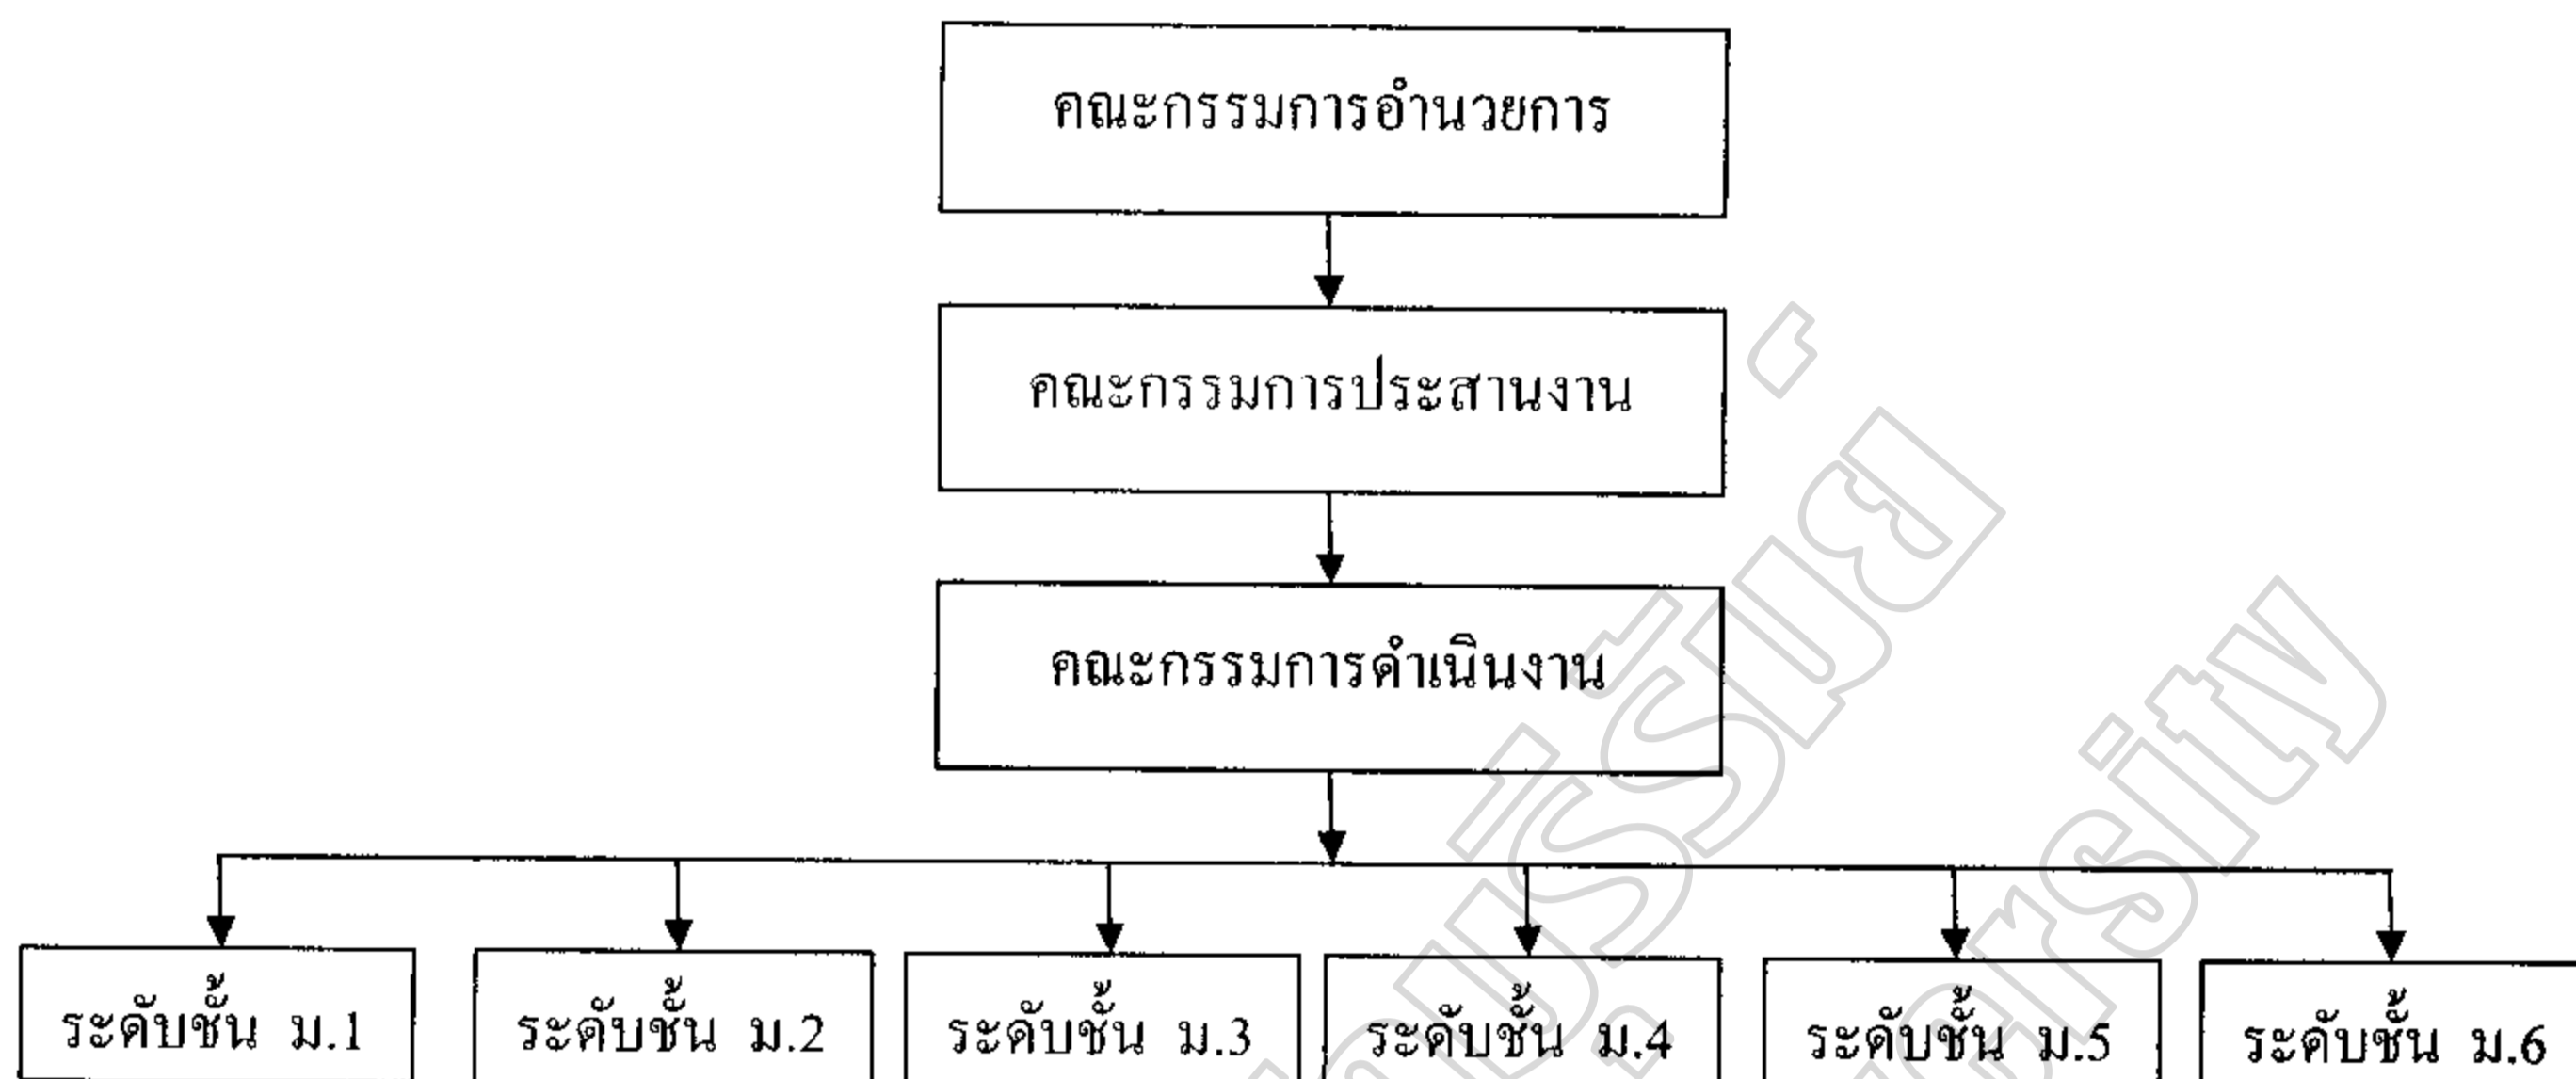 คณะกรรมการอำนวยการ
คณะกรรมการประสานงาน
คณะกรรมการดำเนินงาน
ระดับชั้น ม.1
ระดับชั้น ม.2
ระดับชั้น ม.3
ระดับชั้น ม.4
ระดับชั้น ม.5
ระดับชั้น ม.6